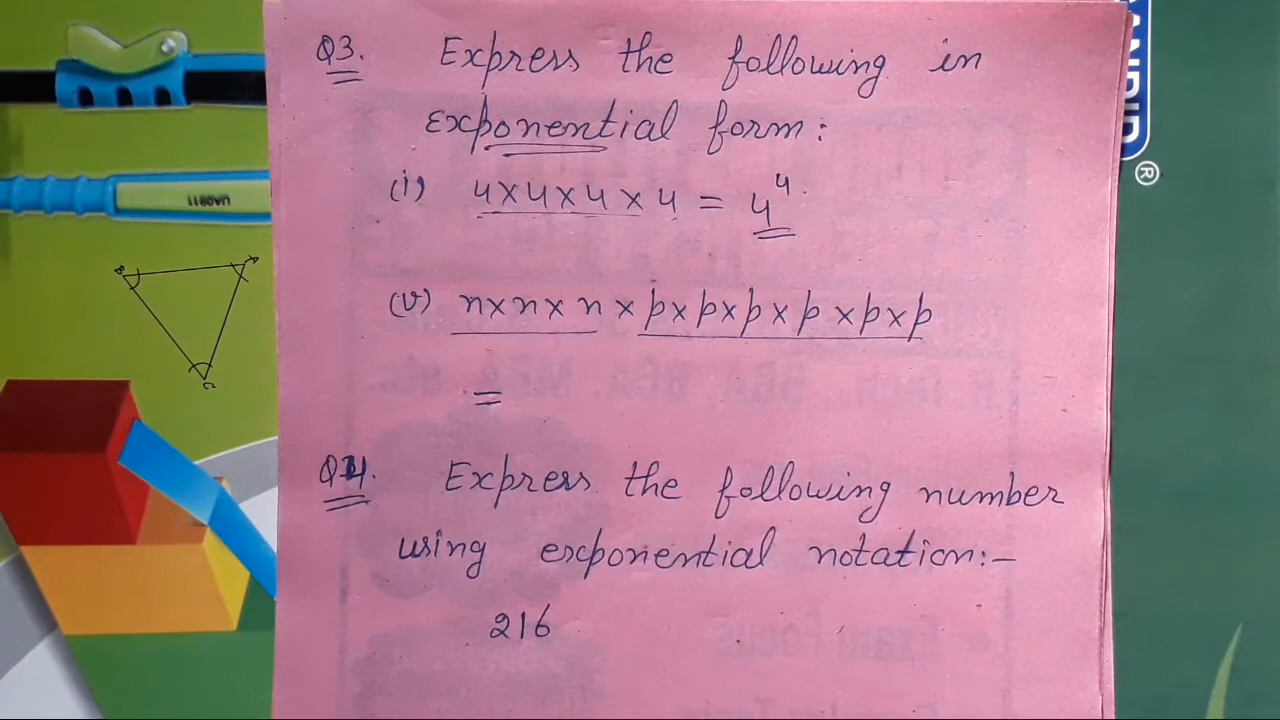 Q3. Express the following in
exponential form:
(i) 4×4×4×4 = 4⁴.
(v) n×n×n×p×p×p×p×p×p
=
Q4. Express the following number
using exponential notation:-
216
UA0911
B A
C
®